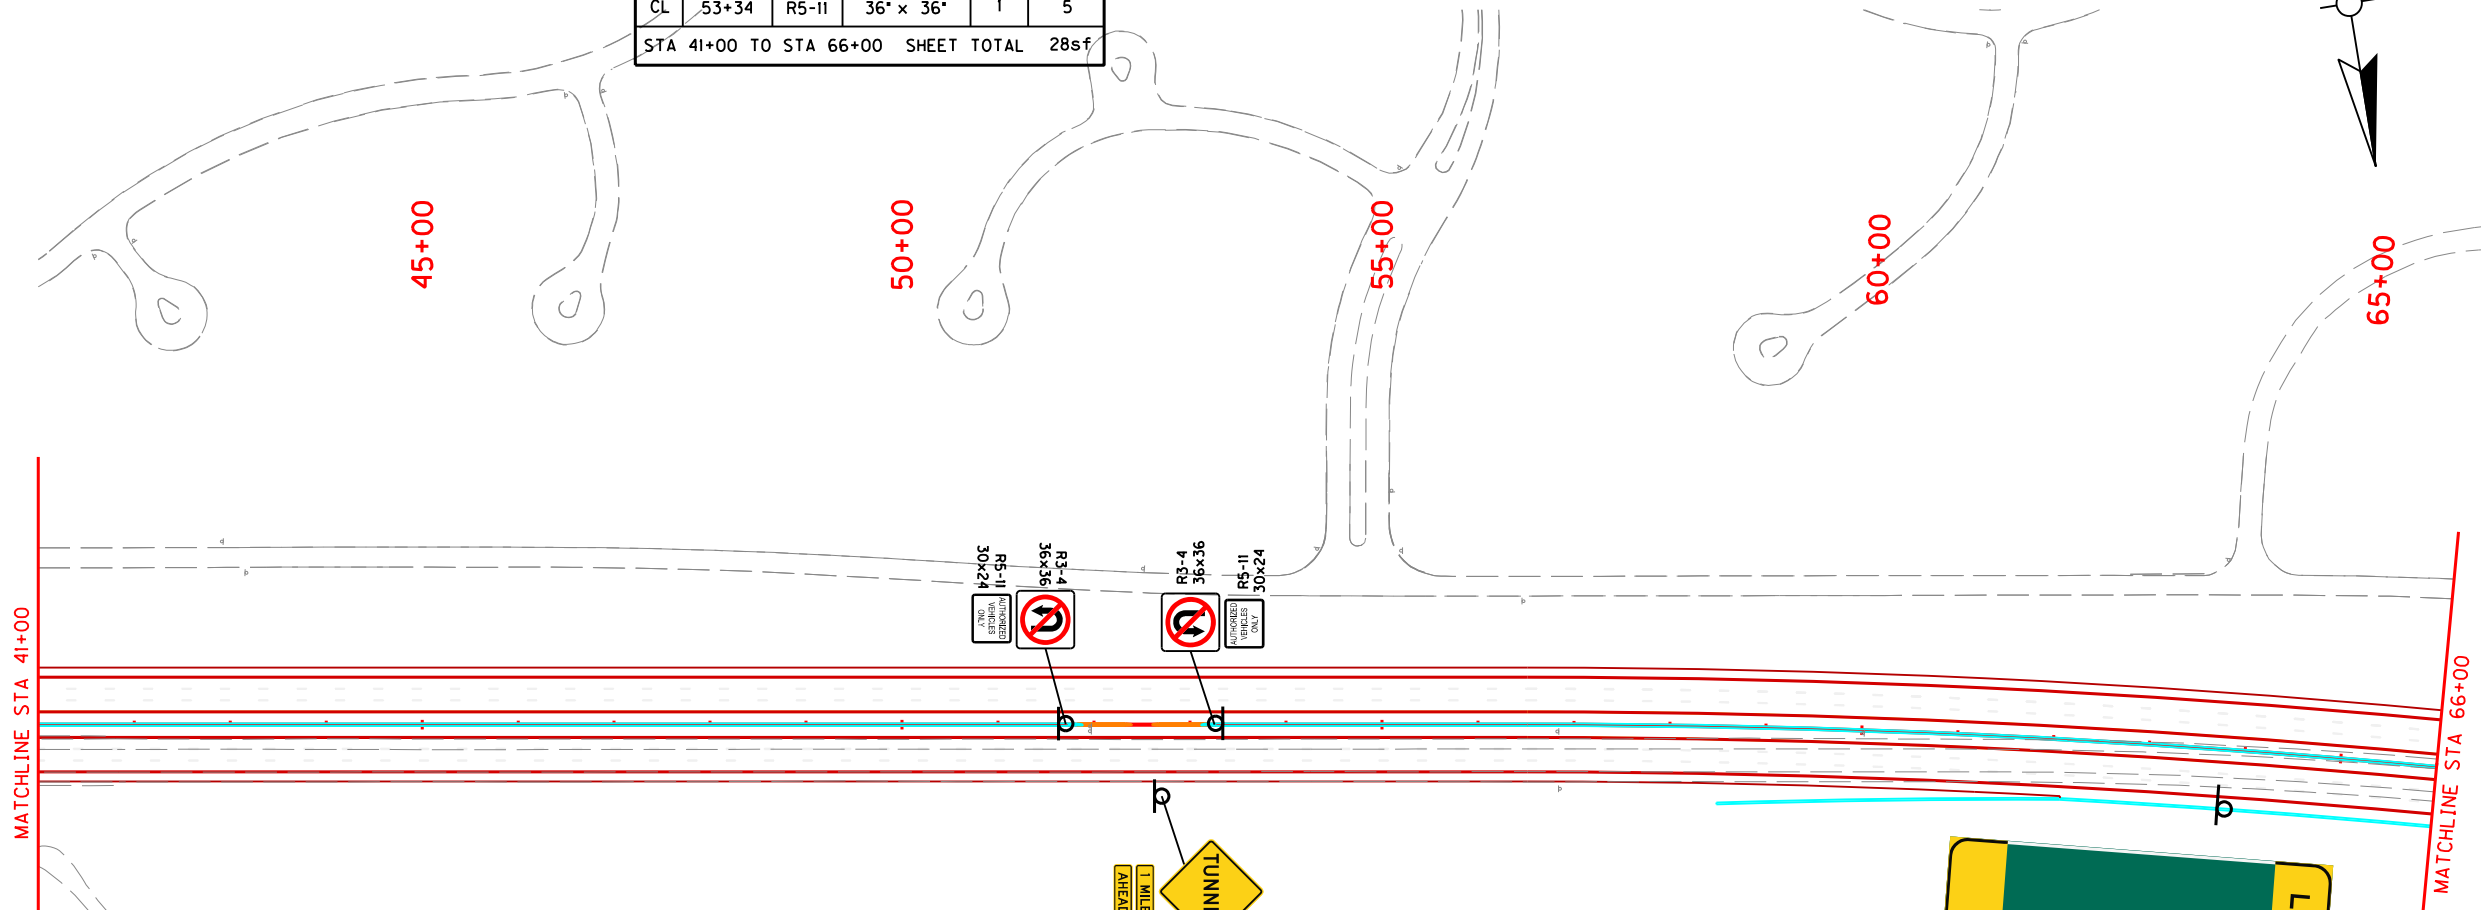 CL 53+34 R5-11 36" x 36" 1 5
STA 41+00 TO STA 66+00 SHEET TOTAL 28sf
45+00
50+00
55+00
60+00
65+00
R5-11
30x24
R3-4
36x36
R3-4
36x36
R5-11
30x24
AUTHORIZED
VEHICLES
ONLY
AUTHORIZED
VEHICLES
ONLY
MATCHLINE STA 41+00
MATCHLINE STA 66+00
1 MILE